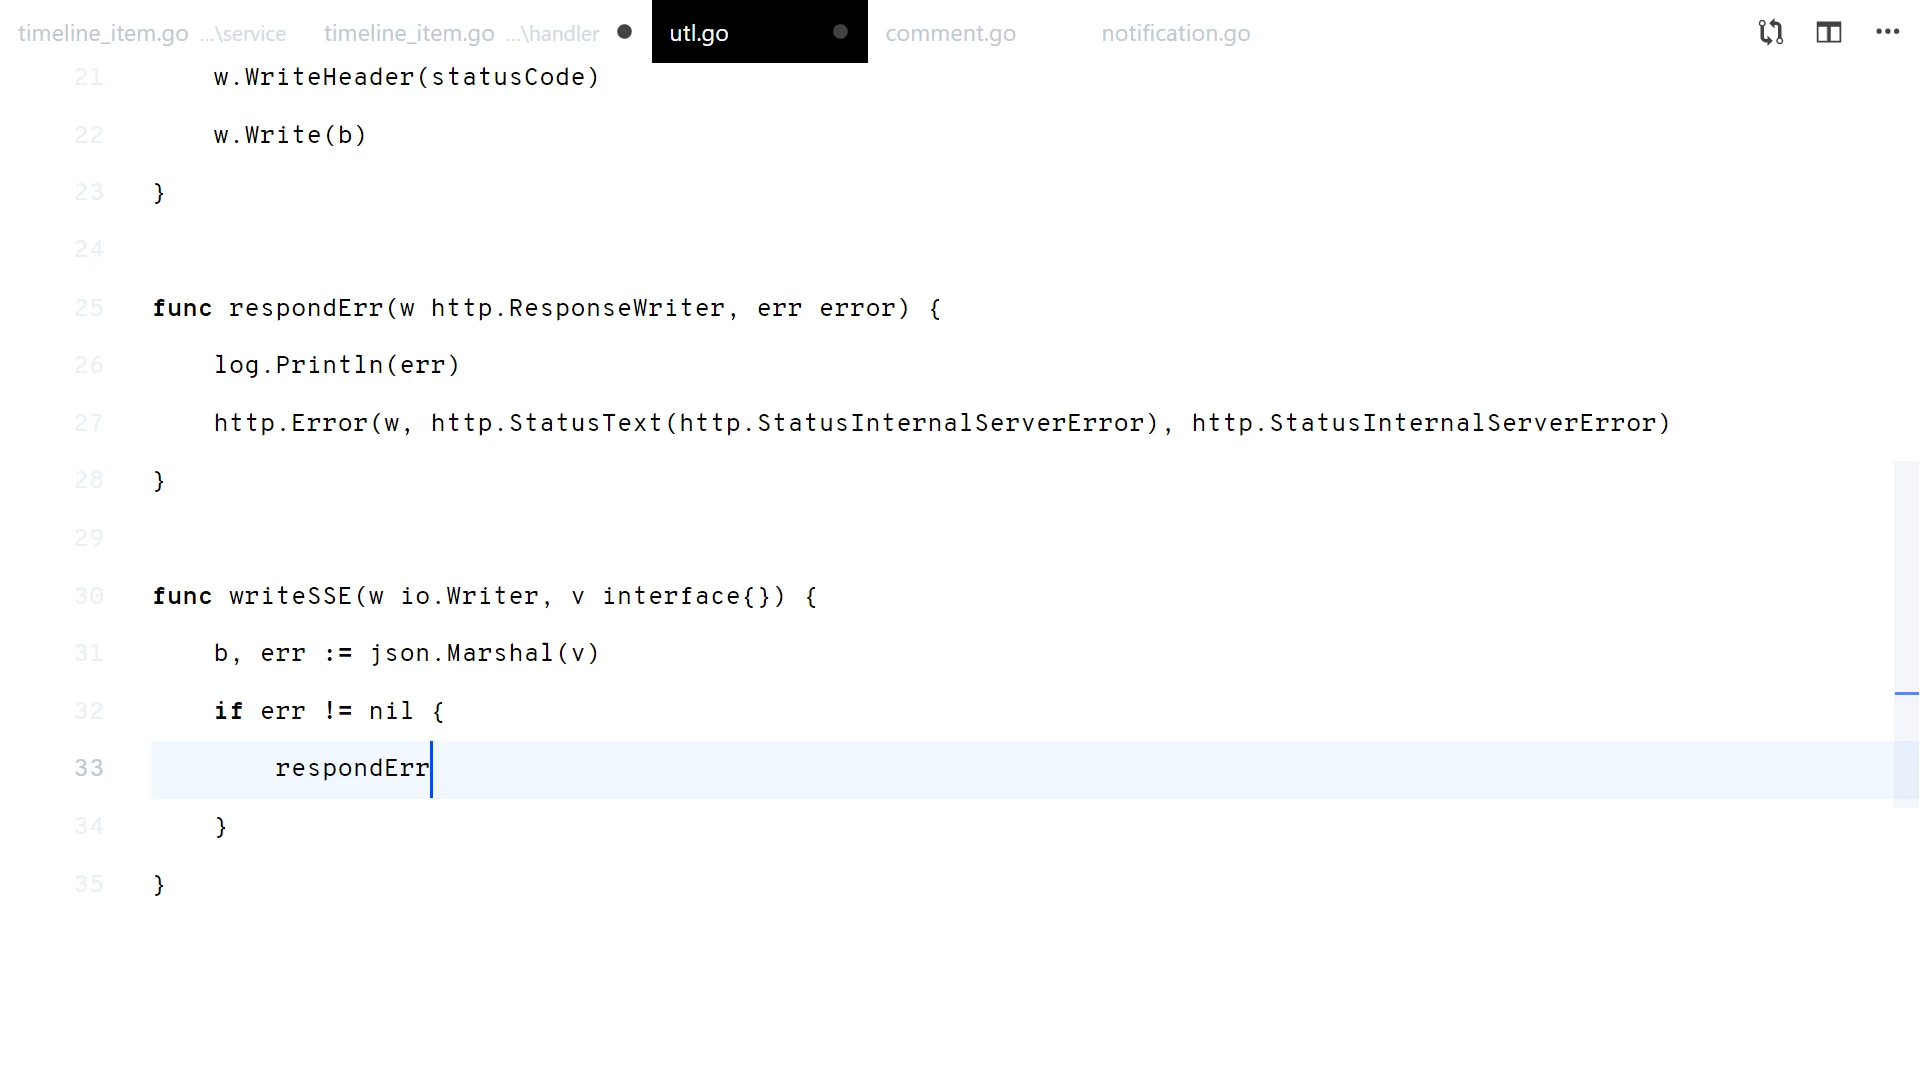 timeline_item.go ...\service timeline_item.go ...\handler utl.go comment.go notification.go
21 w.WriteHeader(statusCode)
22 w.Write(b)
23 }
24
25 func respondErr(w http.ResponseWriter, err error) {
26 log.Println(err)
27 http.Error(w, http.StatusText(http.StatusInternalServerError), http.StatusInternalServerError)
28 }
29
30 func writeSSE(w io.Writer, v interface{}) {
31 b, err := json.Marshal(v)
32 if err != nil {
33 respondErr
34 }
35 }